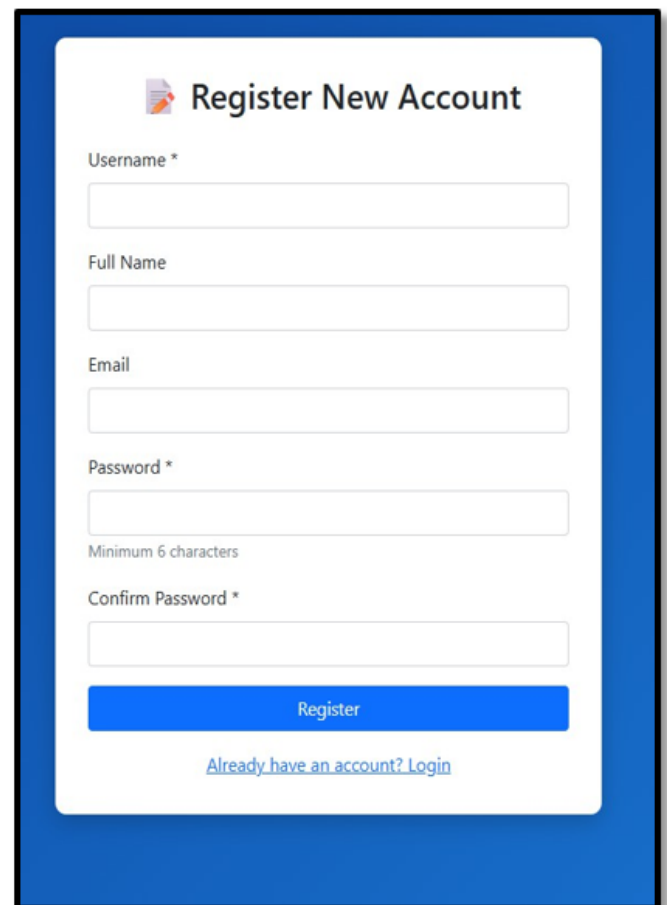 Register New Account
Username *
Full Name
Email
Password *
Minimum 6 characters
Confirm Password *
Register
Already have an account? Login